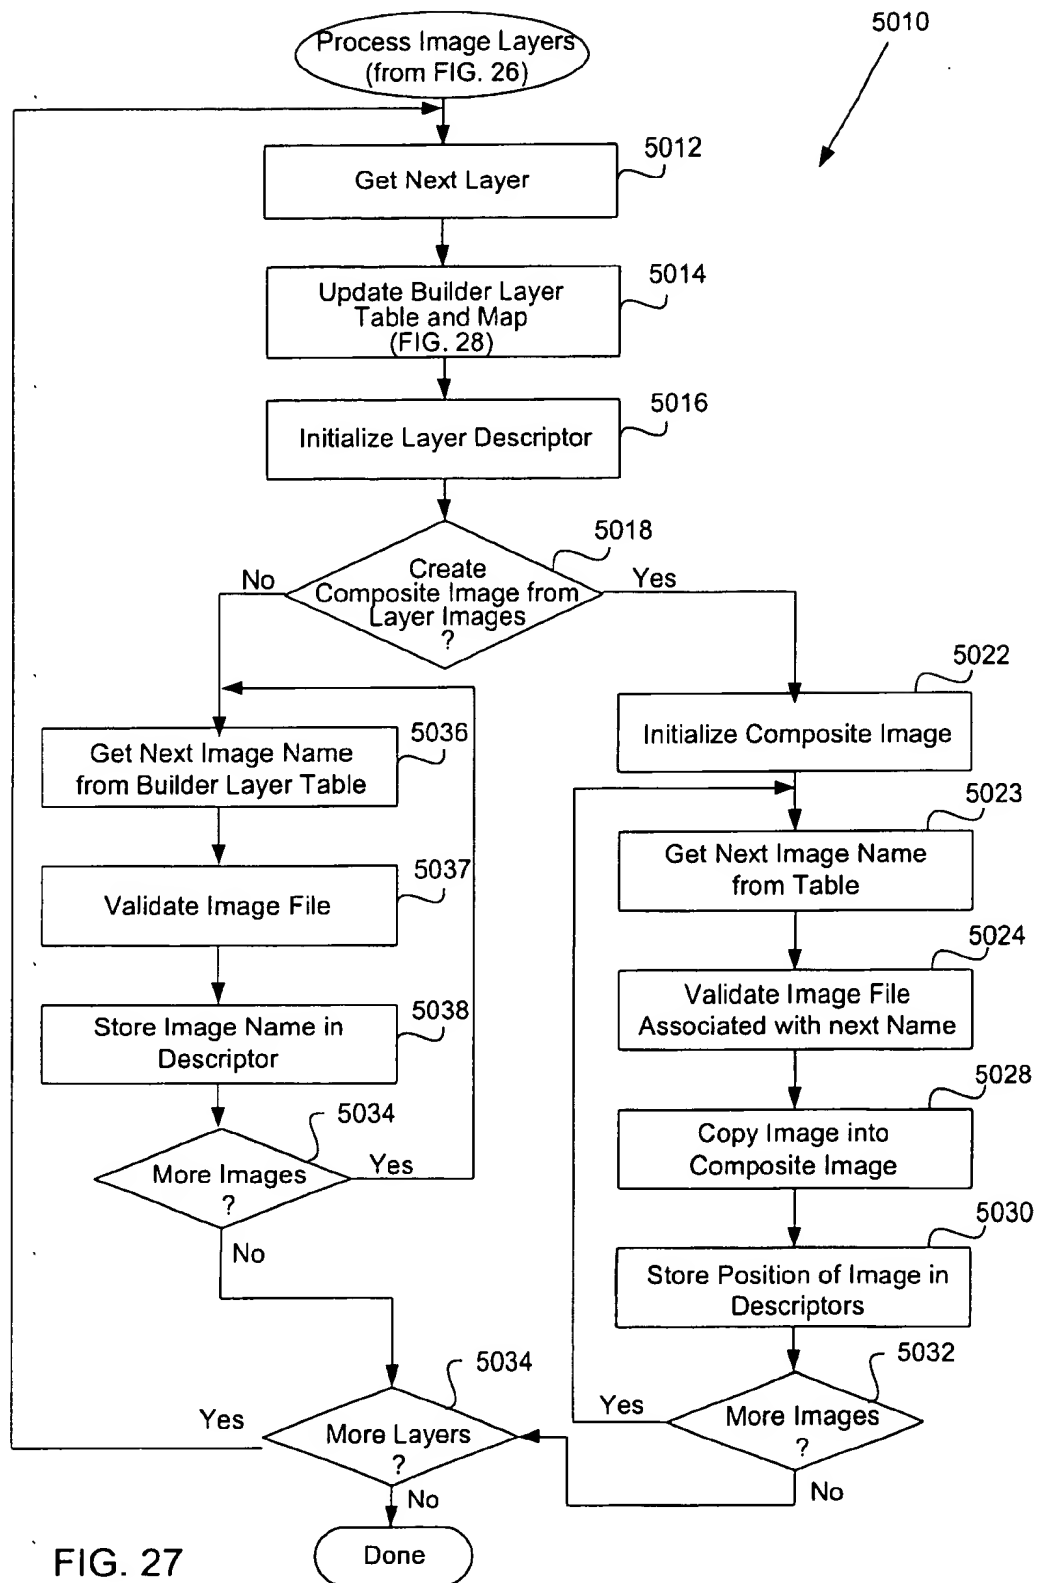 Process Image Layers
(from FIG. 26)
5010
5012
Get Next Layer
5014
Update Builder Layer
Table and Map
(FIG. 28)
5016
Initialize Layer Descriptor
5018
Create
Composite Image from
Layer Images
?
No
Yes
5022
Initialize Composite Image
5036
Get Next Image Name
from Builder Layer Table
5023
Get Next Image Name
from Table
5037
Validate Image File
5024
Validate Image File
Associated with next Name
5038
Store Image Name in
Descriptor
5028
Copy Image into
Composite Image
5034
More Images
?
Yes
No
5030
Store Position of Image in
Descriptors
5032
More Images
?
Yes
No
5034
More Layers
?
Yes
No
Done
FIG. 27